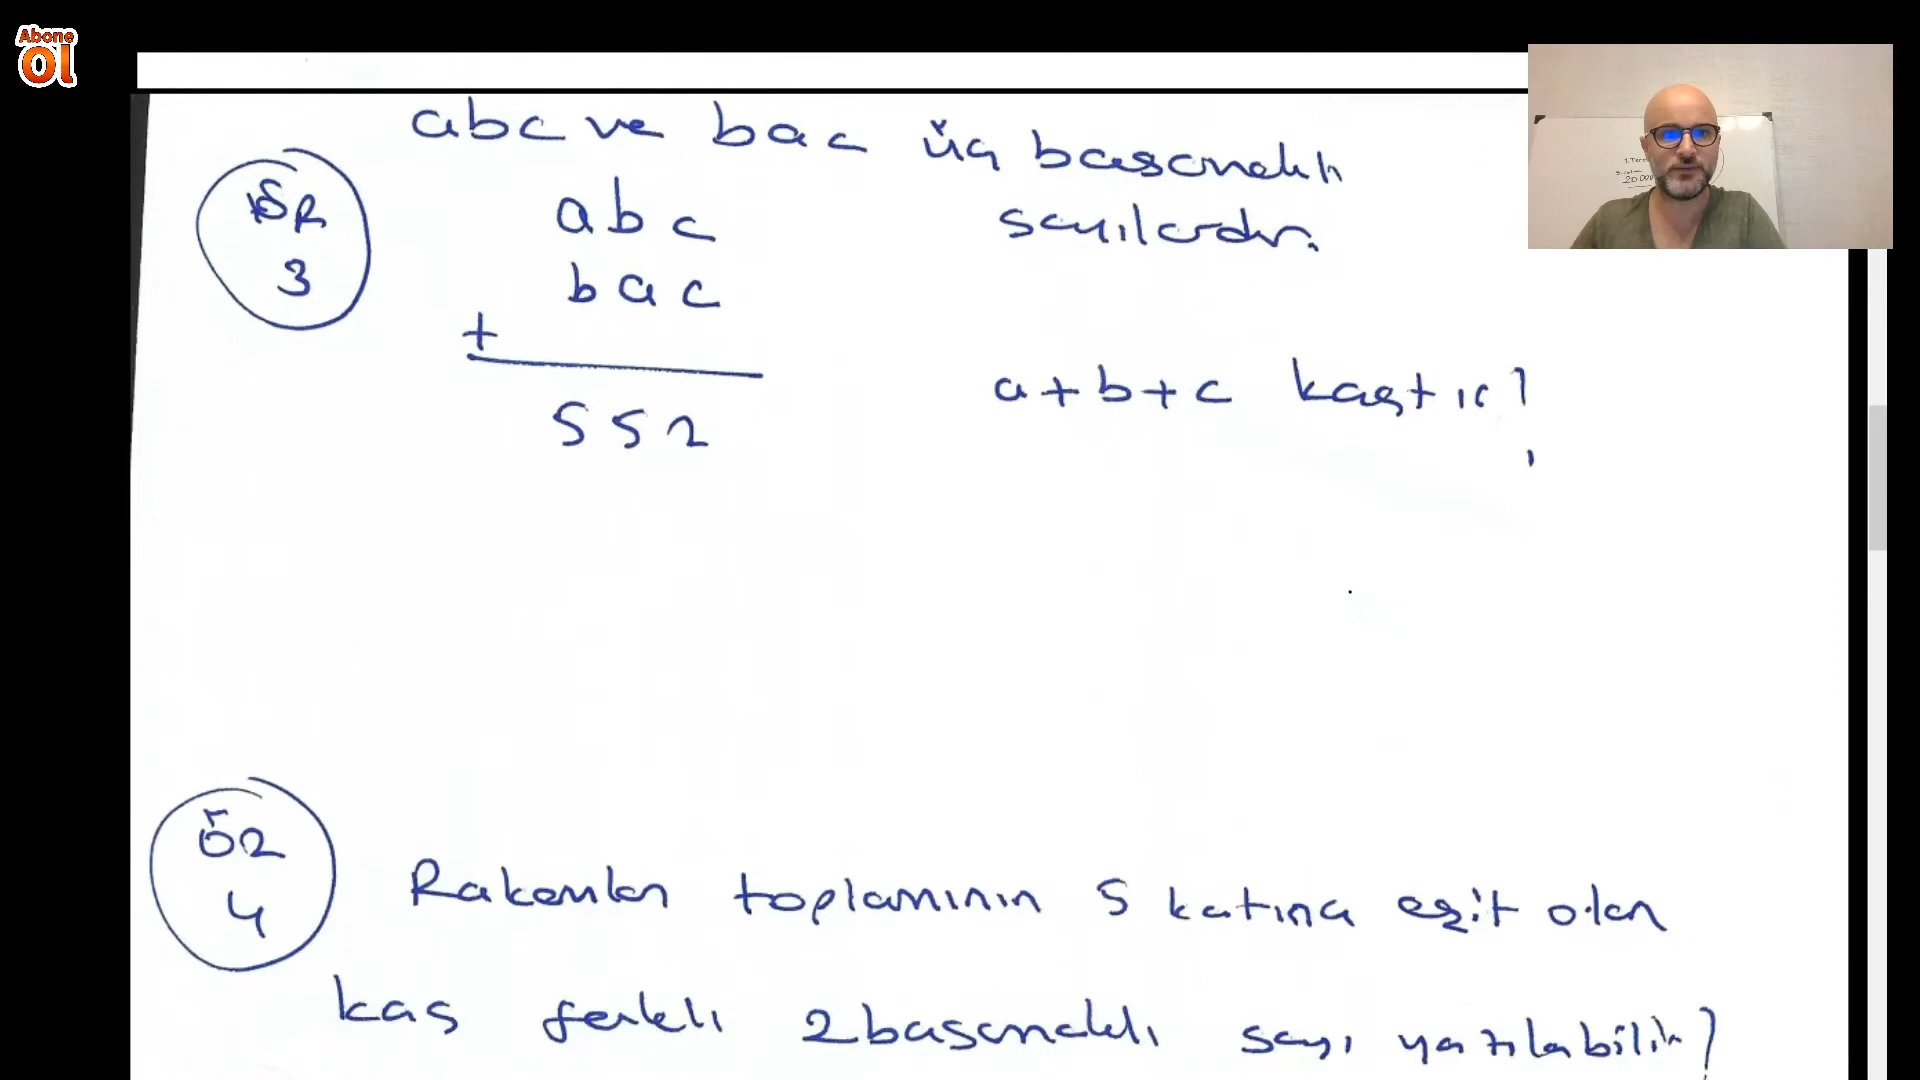 Abone
Ol
abc ve bac üç basamaklı
sayılardır.
ÖR
3
abc
bac
+
552
a+b+c kaçtır?
ÖR
4
Rakamları toplamının 5 katına eşit olan
kaç farklı 2 basamaklı sayı yazılabilir?